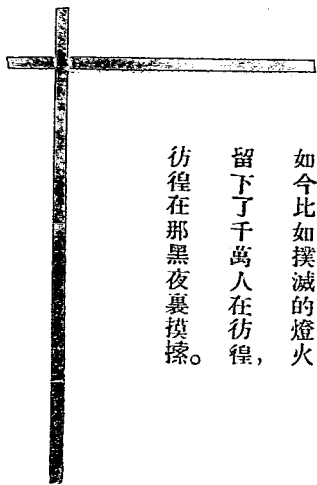 如今比如撲滅的燈火
留下了千萬人在彷徨，
彷徨在那黑夜裏摸擦。